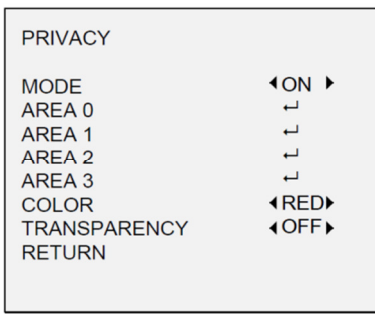 PRIVACY
MODE ◀ON ▶
AREA 0 ↵
AREA 1 ↵
AREA 2 ↵
AREA 3 ↵
COLOR ◀RED▶
TRANSPARENCY ◀OFF▶
RETURN